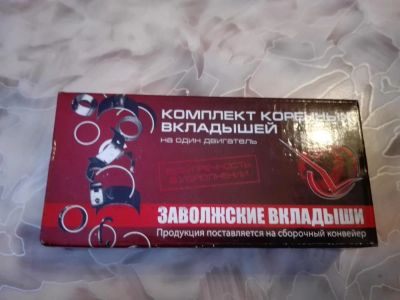 КОМПЛЕКТ КОРЕННЫХ
ВКЛАДЫШЕЙ
на один двигатель
ЗАВОЛЖСКИЕ ВКЛАДЫШИ
Продукция поставляется на сборочный конвейер